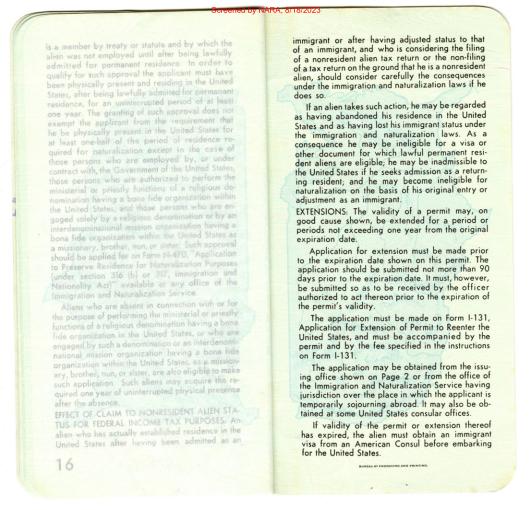 Screened by NARA, 8/18/2023
is a member by treaty or statute and by which the
alien was not employed until after being lawfully
admitted for permanent residence. In order to
qualify for such approval the applicant must have
been physically present and residing in the United
States, after being lawfully admitted for permanent
residence, for an uninterrupted period of at least
one year. The granting of such approval does not
exempt the applicant from the requirement that
he be physically present in the United States for
at least one-half of the period of residence re-
quired for naturalization except in the case of
those persons who are employed by, or under
contract with, the Government of the United States,
those persons who are authorized to perform the
ministerial or priestly functions of a religious de-
nomination having a bona fide organization within
the United States, and those persons who are en-
gaged solely by a religious denomination or by an
interdenominational mission organization having a
bona fide organization within the United States as
a missionary, brother, nun, or sister. Such approval
should be applied for on Form N-470, "Application
to Preserve Residence for Naturalization Purposes
(under section 316 (b) or 317, Immigration and
Nationality Act)" available at any office of the
Immigration and Naturalization Service.
Aliens who are absent in connection with or for
the purpose of performing the ministerial or priestly
functions of a religious denomination having a bona
fide organization in the United States, or who are
engaged by such a denomination or an interdenomi-
national mission organization having a bona fide
organization within the United States, as a mission-
ary, brother, nun, or sister, are also eligible to make
such application. Such aliens may acquire the re-
quired one year of uninterrupted physical presence
after the absence.
EFFECT OF CLAIM TO NONRESIDENT ALIEN STA-
TUS FOR FEDERAL INCOME TAX PURPOSES: An
alien who has actually established residence in the
United States after having been admitted as an
16
immigrant or after having adjusted status to that
of an immigrant, and who is considering the filing
of a nonresident alien tax return or the non-filing
of a tax return on the ground that he is a nonresident
alien, should consider carefully the consequences
under the immigration and naturalization laws if he
does so.
If an alien takes such action, he may be regarded
as having abandoned his residence in the United
States and as having lost his immigrant status under
the immigration and naturalization laws. As a
consequence he may be ineligible for a visa or
other document for which lawful permanent resi-
dent aliens are eligible; he may be inadmissible to
the United States if he seeks admission as a return-
ing resident; and he may become ineligible for
naturalization on the basis of his original entry or
adjustment as an immigrant.
EXTENSIONS: The validity of a permit may, on
good cause shown, be extended for a period or
periods not exceeding one year from the original
expiration date.
Application for extension must be made prior
to the expiration date shown on this permit. The
application should be submitted not more than 90
days prior to the expiration date. It must, however,
be submitted so as to be received by the officer
authorized to act thereon prior to the expiration of
the permit's validity.
The application must be made on Form I-131,
Application for Extension of Permit to Reenter the
United States, and must be accompanied by the
permit and by the fee specified in the instructions
on Form I-131.
The application may be obtained from the issu-
ing office shown on Page 2 or from the office of
the Immigration and Naturalization Service having
jurisdiction over the place in which the applicant is
temporarily sojourning abroad. It may also be ob-
tained at some United States consular offices.
If validity of the permit or extension thereof
has expired, the alien must obtain an immigrant
visa from an American Consul before embarking
for the United States.
BUREAU OF ENGRAVING AND PRINTING.